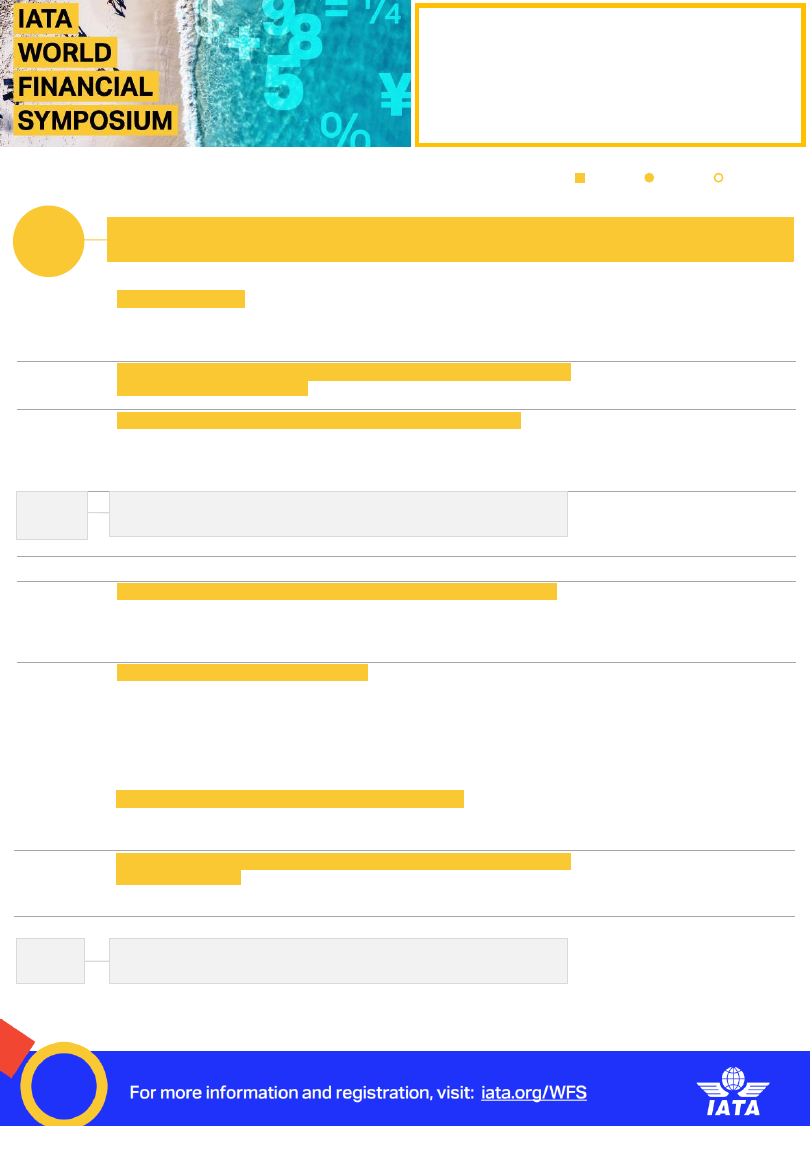 IATA
WORLD
FINANCIAL
SYMPOSIUM
$ + 9 8 5 = ¼ ¥ %
For more information and registration, visit: iata.org/WFS
IATA